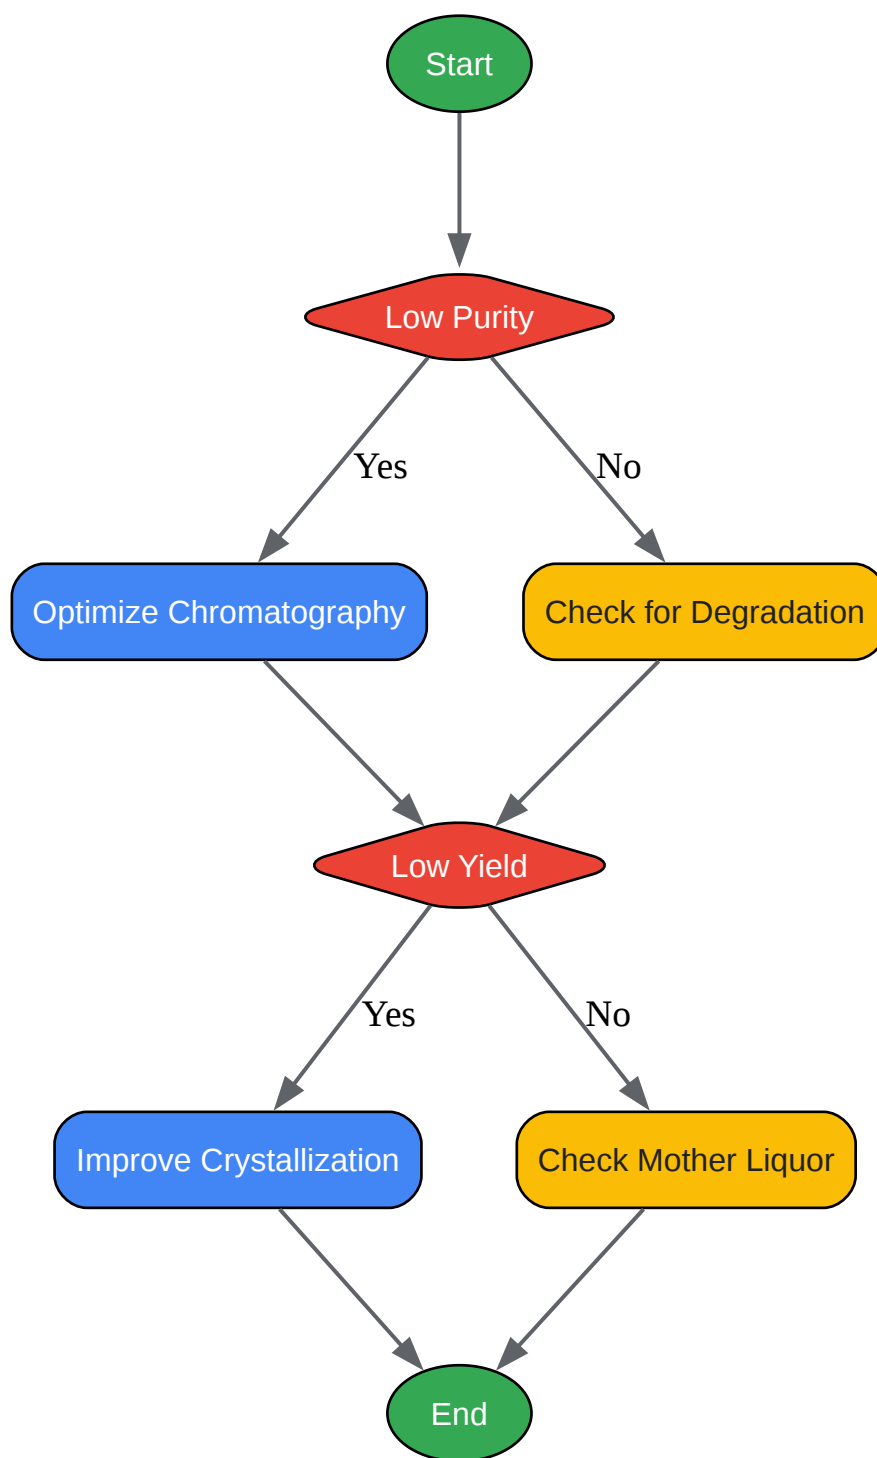 Start
Low Purity
Yes
No
Optimize Chromatography
Check for Degradation
Low Yield
Yes
No
Improve Crystallization
Check Mother Liquor
End